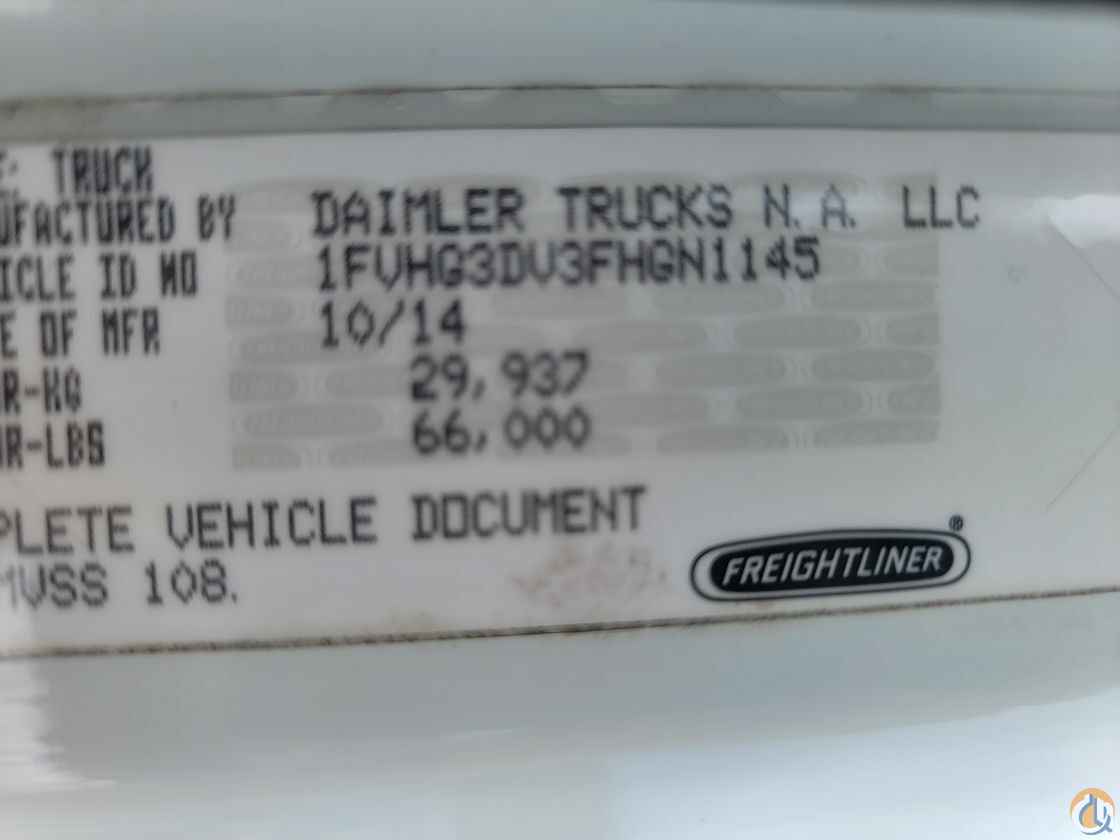 E: TRUCK
UFACTURED BY DAIMLER TRUCKS N. A. LLC
ICLE ID NO 1FVHG3DV3FHGN1145
E OF MFR 10/14
R-KG 29,937
R-LBS 66,000
PLETE VEHICLE DOCUMENT
MVSS 108.
FREIGHTLINER®